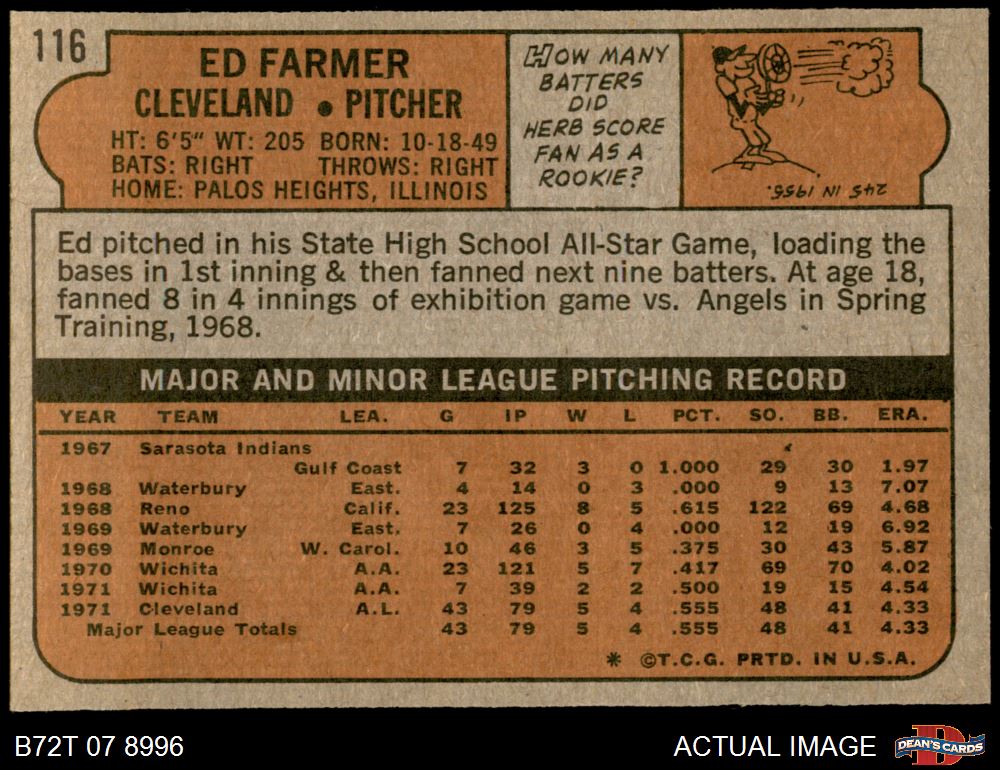 116
ED FARMER
CLEVELAND • PITCHER
HT: 6'5" WT: 205 BORN: 10-18-49
BATS: RIGHT THROWS: RIGHT
HOME: PALOS HEIGHTS, ILLINOIS
HOW MANY
BATTERS
DID
HERB SCORE
FAN AS A
ROOKIE?
245 IN 1955.
Ed pitched in his State High School All-Star Game, loading the
bases in 1st inning & then fanned next nine batters. At age 18,
fanned 8 in 4 innings of exhibition game vs. Angels in Spring
Training, 1968.
MAJOR AND MINOR LEAGUE PITCHING RECORD
YEAR TEAM LEA. G IP W L PCT. SO. BB. ERA.
1967 Sarasota Indians
Gulf Coast 7 32 3 0 1.000 29 30 1.97
1968 Waterbury East. 4 14 0 3 .000 9 13 7.07
1968 Reno Calif. 23 125 8 5 .615 122 69 4.68
1969 Waterbury East. 7 26 0 4 .000 12 19 6.92
1969 Monroe W. Carol. 10 46 3 5 .375 30 43 5.87
1970 Wichita A.A. 23 121 5 7 .417 69 70 4.02
1971 Wichita A.A. 7 39 2 2 .500 19 15 4.54
1971 Cleveland A.L. 43 79 5 4 .555 48 41 4.33
Major League Totals 43 79 5 4 .555 48 41 4.33
* ©T.C.G. PRTD. IN U.S.A.
B72T 07 8996
ACTUAL IMAGE
DEAN'S CARDS